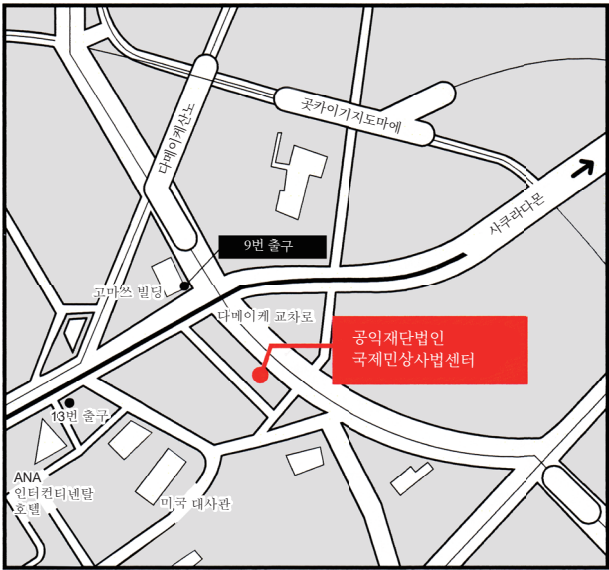 곳카이기지도마에
다메이케산노
사쿠라다몬
9번 출구
고마쓰 빌딩
다메이케 교차로
공익재단법인
국제민상사법센터
13번 출구
ANA
인터컨티넨탈
호텔
미국 대사관